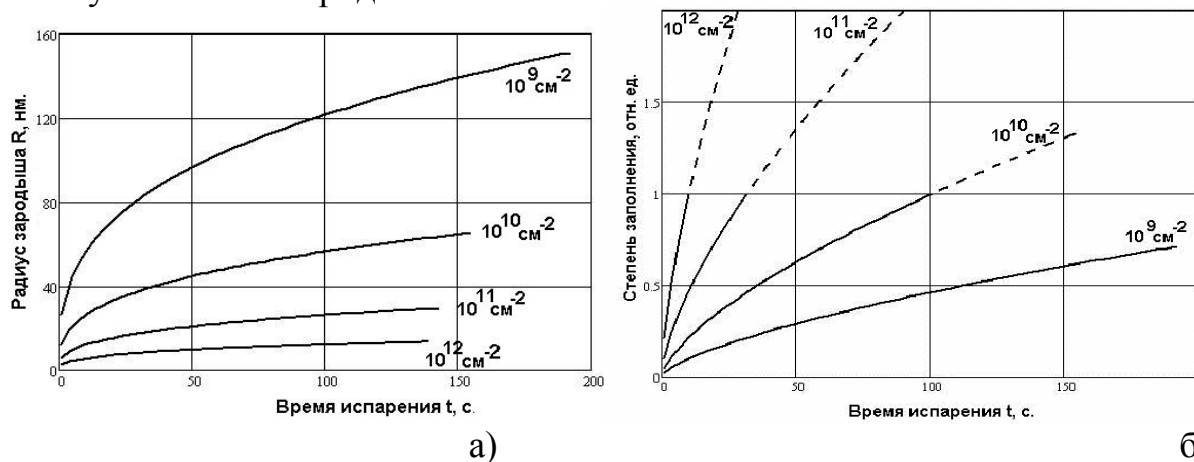 160
120
80
40
0
0
50
100
150
200
Радиус зародыша R, нм.
Время испарения t, с.
10⁹см⁻²
10¹⁰см⁻²
10¹¹см⁻²
10¹²см⁻²
а)
1.5
1
0.5
0
0
50
100
150
Степень заполнения, отн. ед.
Время испарения t, с.
10¹²см⁻²
10¹¹см⁻²
10¹⁰см⁻²
10⁹см⁻²
б